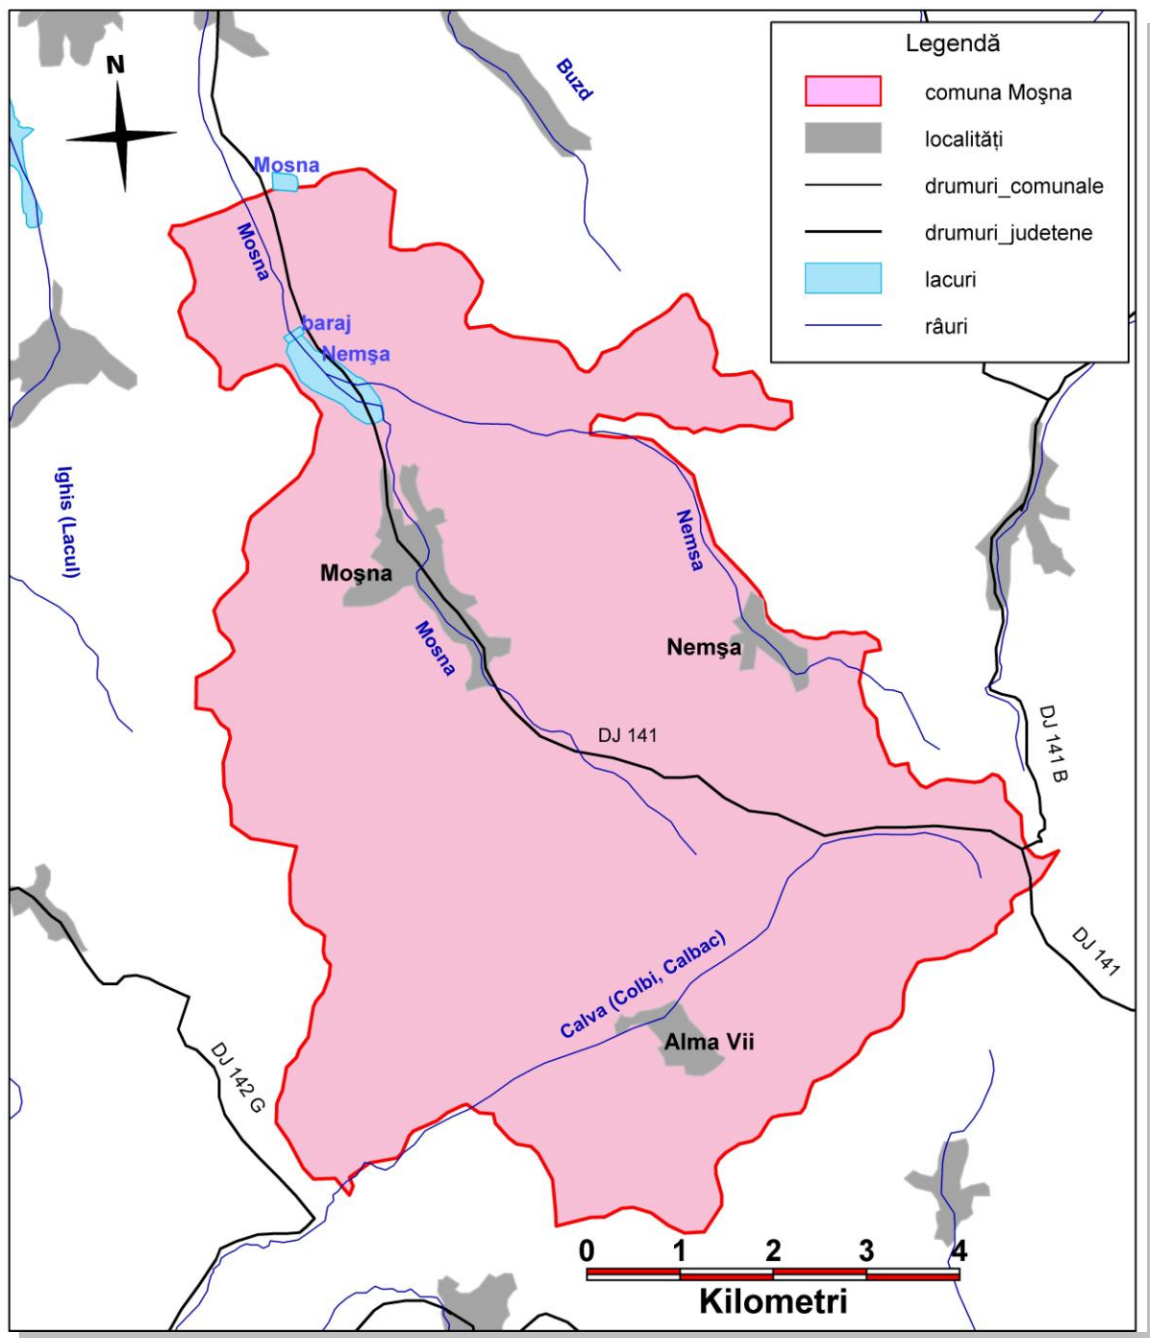 Legendă
comuna Moşna
localități
drumuri_comunale
drumuri_judetene
lacuri
râuri
N
Buzd
Mosna
Mosna
baraj
Nemşa
Ighis (Lacul)
Nemsa
Moşna
Mosna
Nemşa
DJ 141
DJ 141 B
DJ 141
Calva (Colbi, Calbac)
Alma Vii
DJ 142 G
0 1 2 3 4
Kilometri